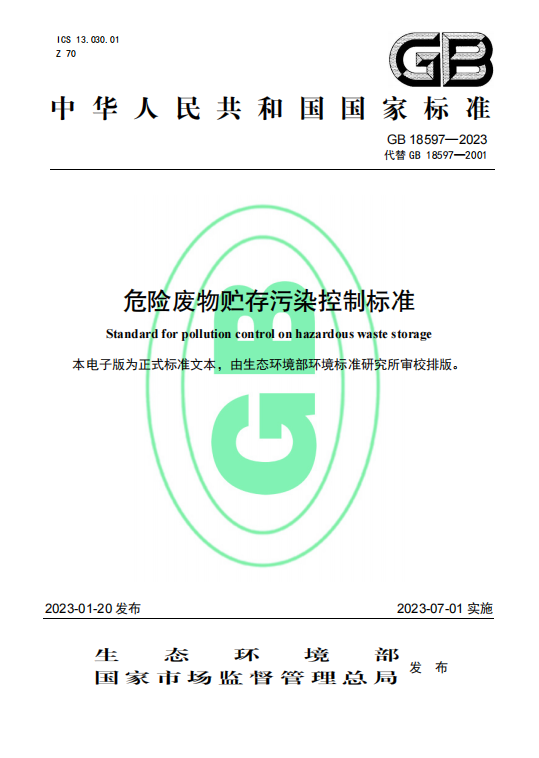 ICS 13.030.01
Z 70
GB
中华人民共和国国家标准
GB 18597—2023
代替 GB 18597—2001
危险废物贮存污染控制标准
Standard for pollution control on hazardous waste storage
本电子版为正式标准文本，由生态环境部环境标准研究所审校排版。
GB
2023-01-20 发布
2023-07-01 实施
生态环境部
国家市场监督管理总局
发布